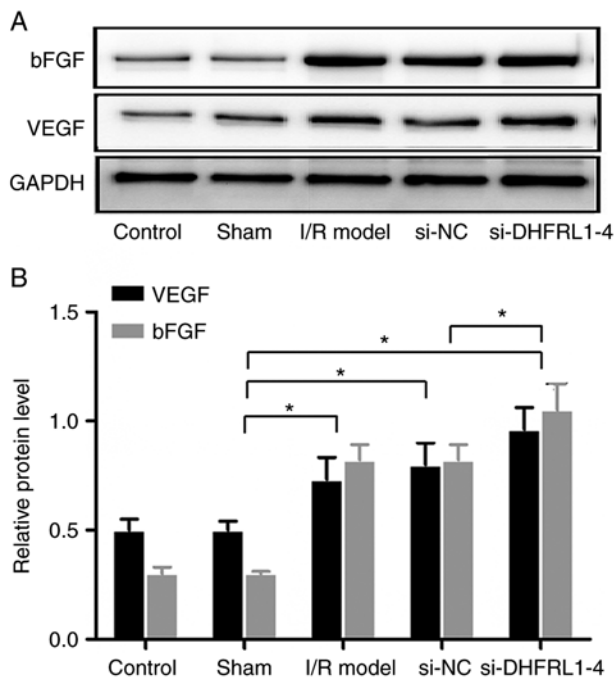 A
bFGF
VEGF
GAPDH
Control Sham I/R model si-NC si-DHFRL1-4
B
VEGF
bFGF
* * * *
Relative protein level
1.5
1.0
0.5
0.0
Control Sham I/R model si-NC si-DHFRL1-4